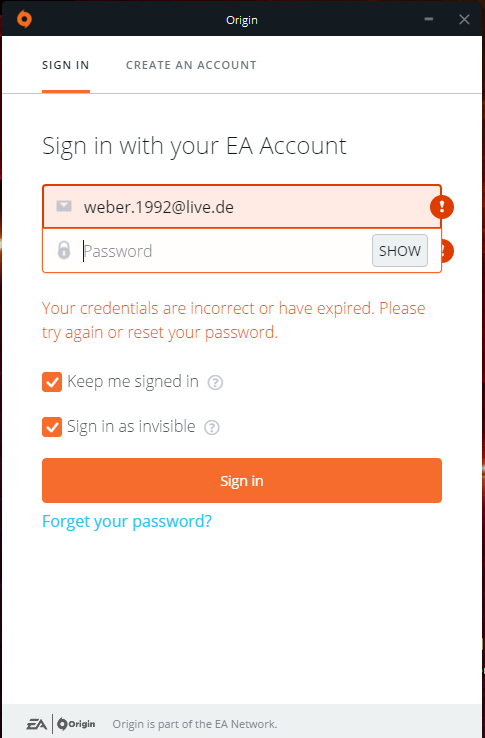 Origin
SIGN IN
CREATE AN ACCOUNT
Sign in with your EA Account
weber.1992@live.de
Password
SHOW
Your credentials are incorrect or have expired. Please
try again or reset your password.
Keep me signed in
Sign in as invisible
Sign in
Forget your password?
EA Origin Origin is part of the EA Network.